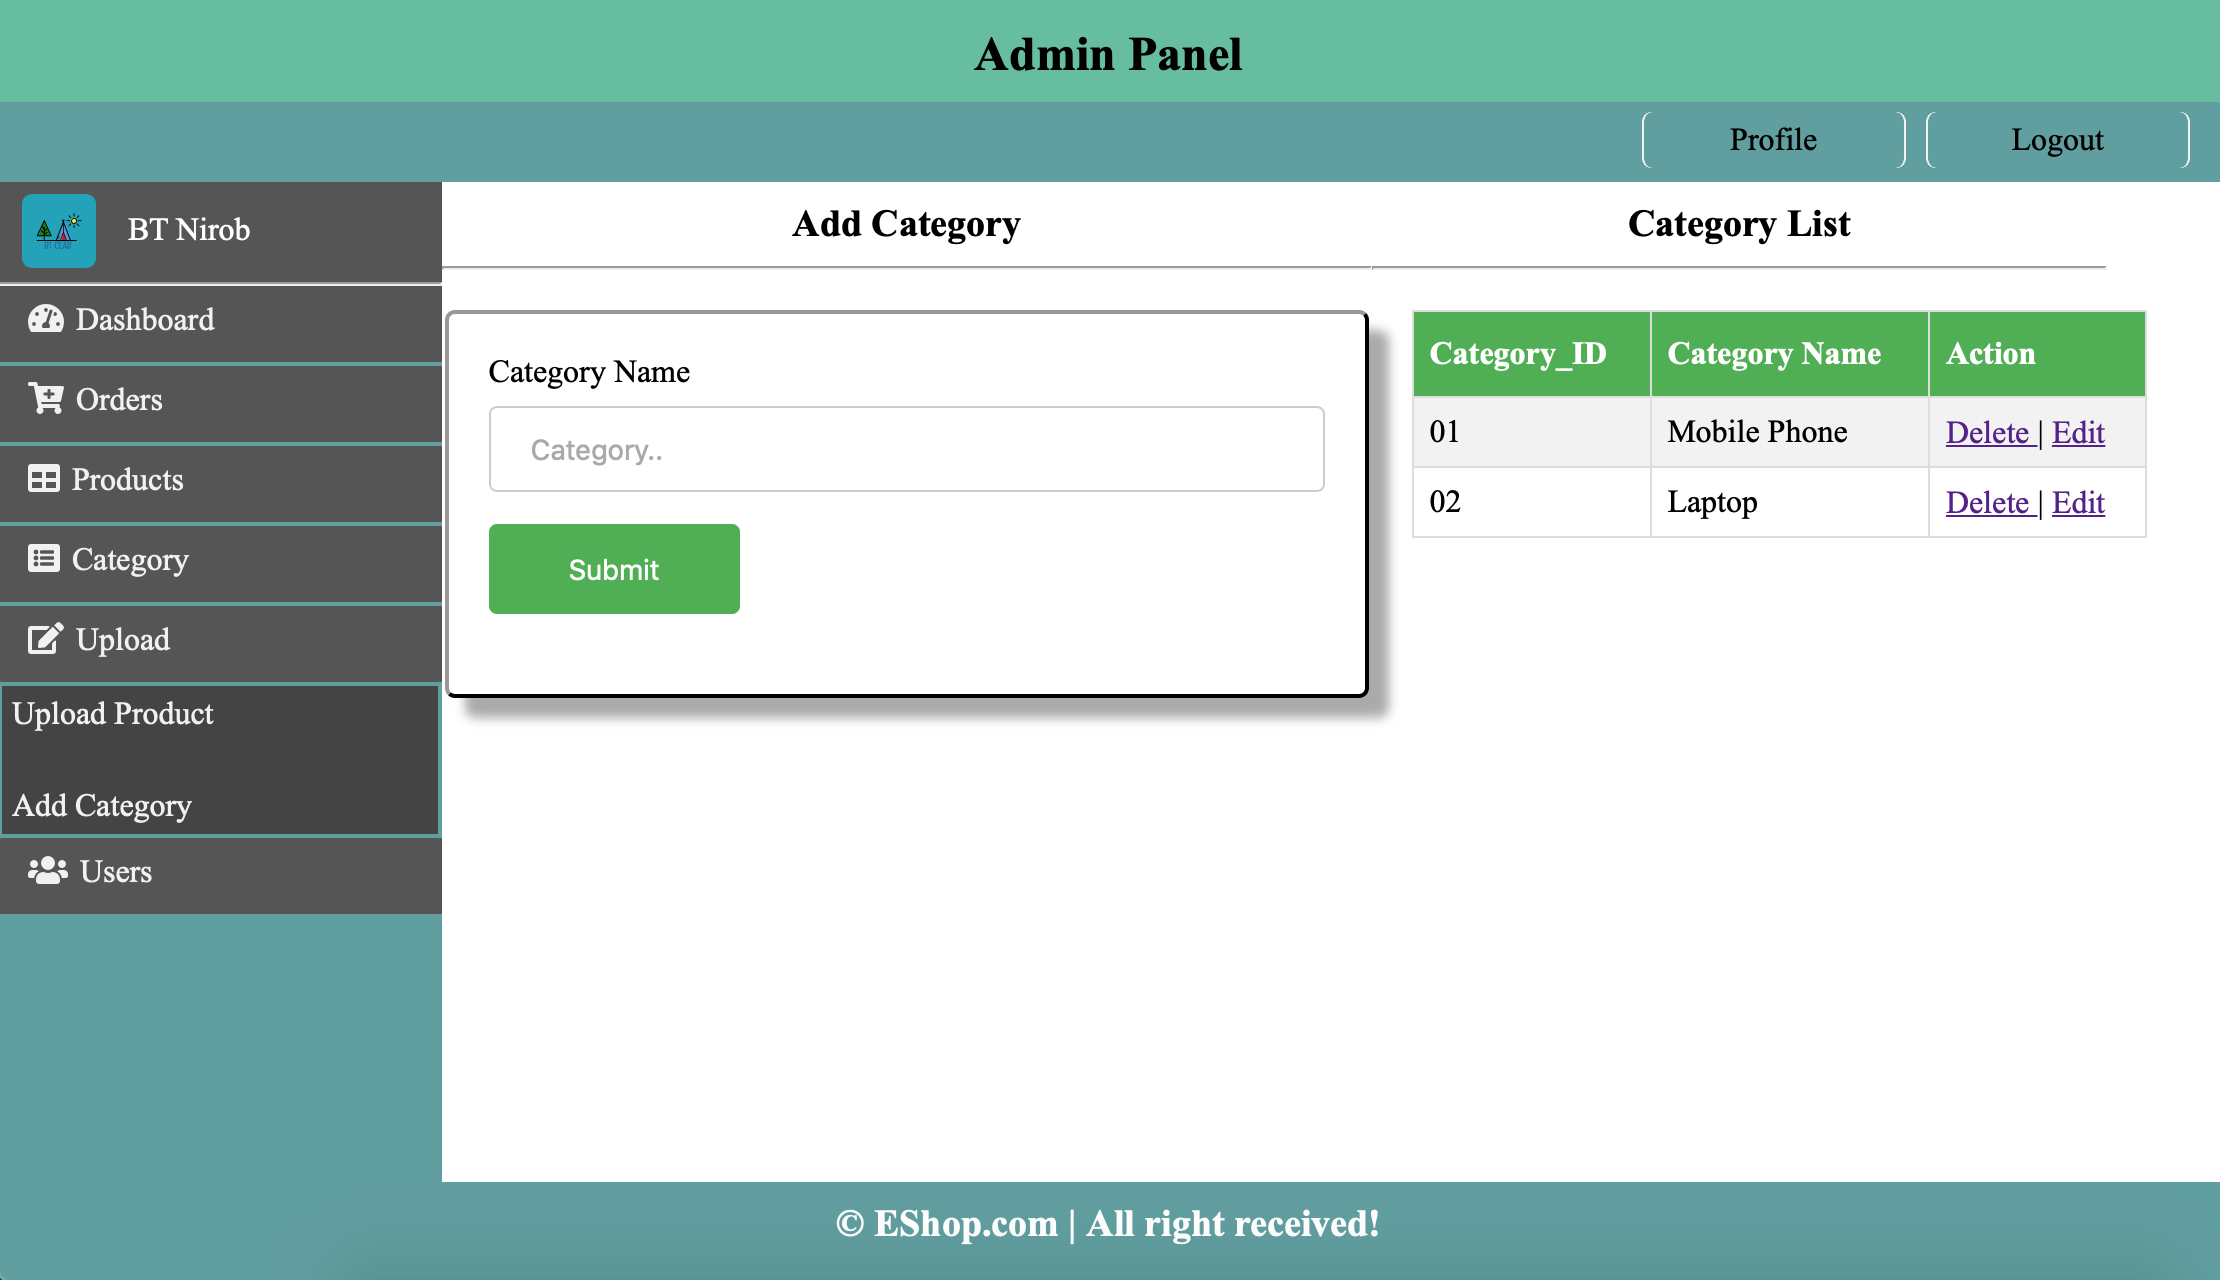 Admin Panel
Profile
Logout
BT CLAB
BT Nirob
Dashboard
Orders
Products
Category
Upload
Upload Product
Add Category
Users
Add Category
Category Name
Category..
Submit
Category List
Category_ID Category Name Action
01 Mobile Phone Delete | Edit
02 Laptop Delete | Edit
© EShop.com | All right received!